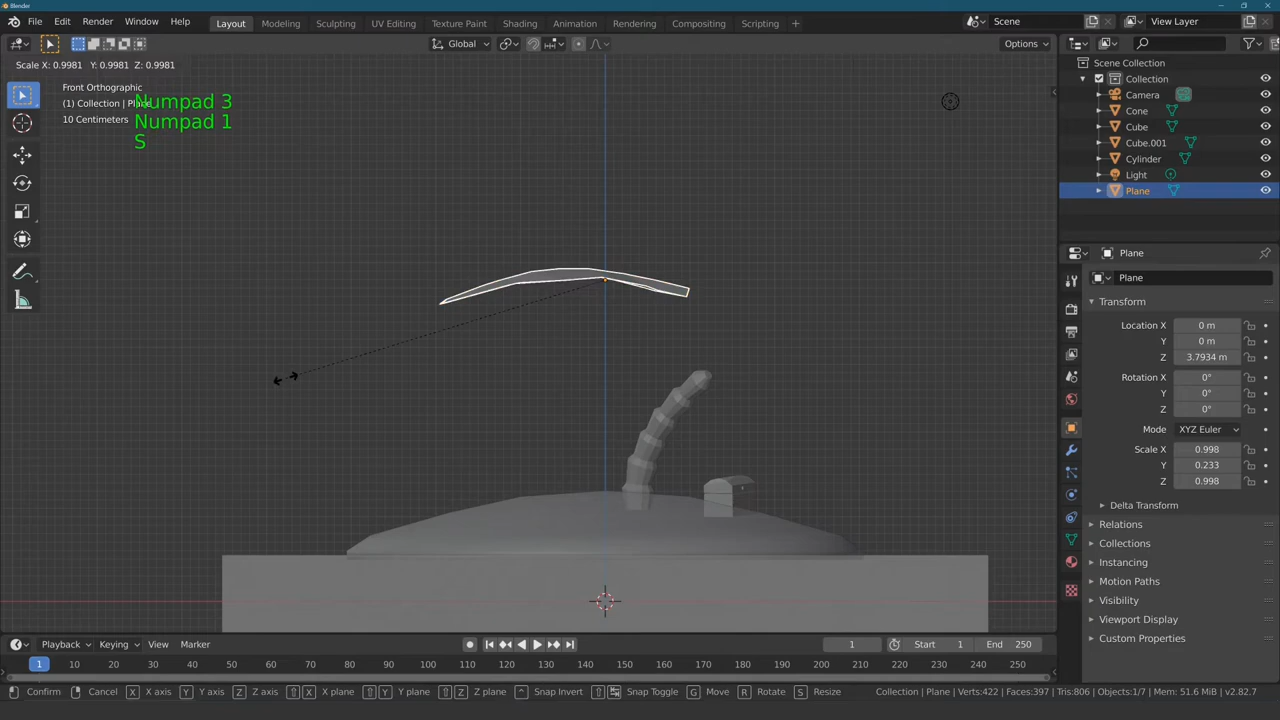 Blender
File Edit Render Window Help Layout Modeling Sculpting UV Editing Texture Paint Shading Animation Rendering Compositing Scripting + Scene View Layer
Global Options
Scale X: 0.9981 Y: 0.9981 Z: 0.9981
Front Orthographic
(1) Collection | Plane
10 Centimeters
Numpad 3
Numpad 1
S
Scene Collection
Collection
Camera
Cone
Cube
Cube.001
Cylinder
Light
Plane
Plane
Plane
Transform
Location X 0 m
Y 0 m
Z 3.7934 m
Rotation X 0°
Y 0°
Z 0°
Mode XYZ Euler
Scale X 0.998
Y 0.233
Z 0.998
Delta Transform
Relations
Collections
Instancing
Motion Paths
Visibility
Viewport Display
Custom Properties
Playback Keying View Marker 1 Start 1 End 250
1 10 20 30 40 50 60 70 80 90 100 110 120 130 140 150 160 170 180 190 200 210 220 230 240 250
Confirm Cancel X X axis Y Y axis Z Z axis X X plane Y Y plane Z Z plane ^ Snap Invert Snap Toggle G Move R Rotate S Resize Collection | Plane | Verts:422 | Faces:397 | Tris:806 | Objects:1/7 | Mem: 51.6 MiB | v2.82.7